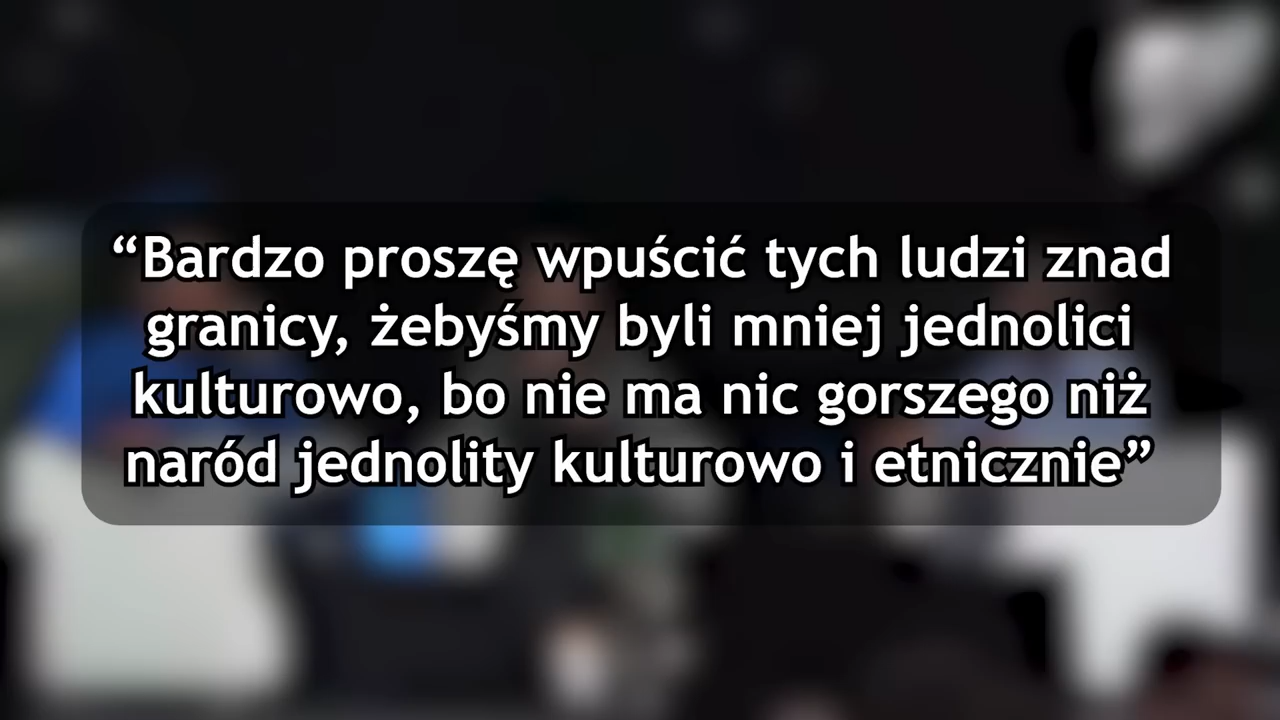 “Bardzo proszę wpuścić tych ludzi znad
granicy, żebyśmy byli mniej jednolici
kulturowo, bo nie ma nic gorszego niż
naród jednolity kulturowo i etnicznie”